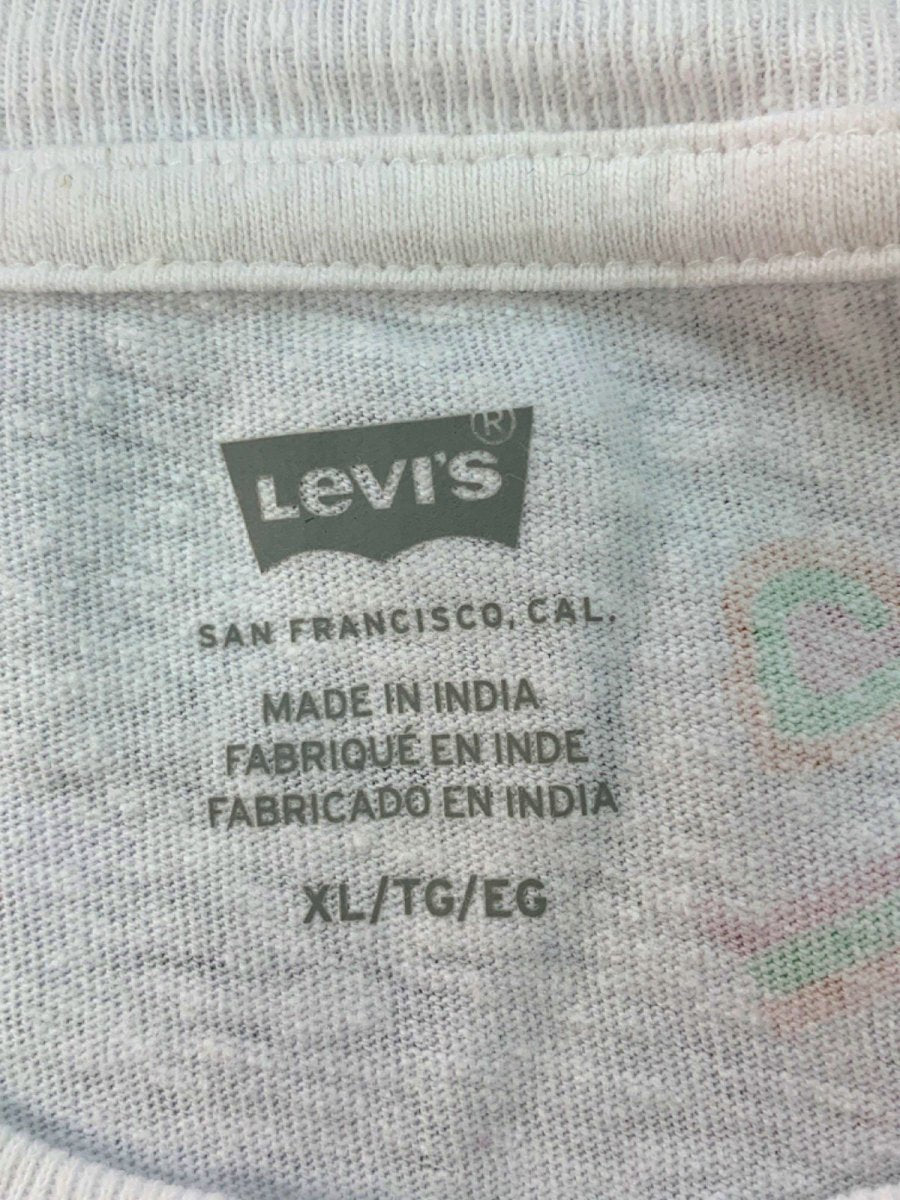 LEVI'S ®
SAN FRANCISCO, CAL.
MADE IN INDIA
FABRIQUÉ EN INDE
FABRICADO EN INDIA
XL/TG/EG